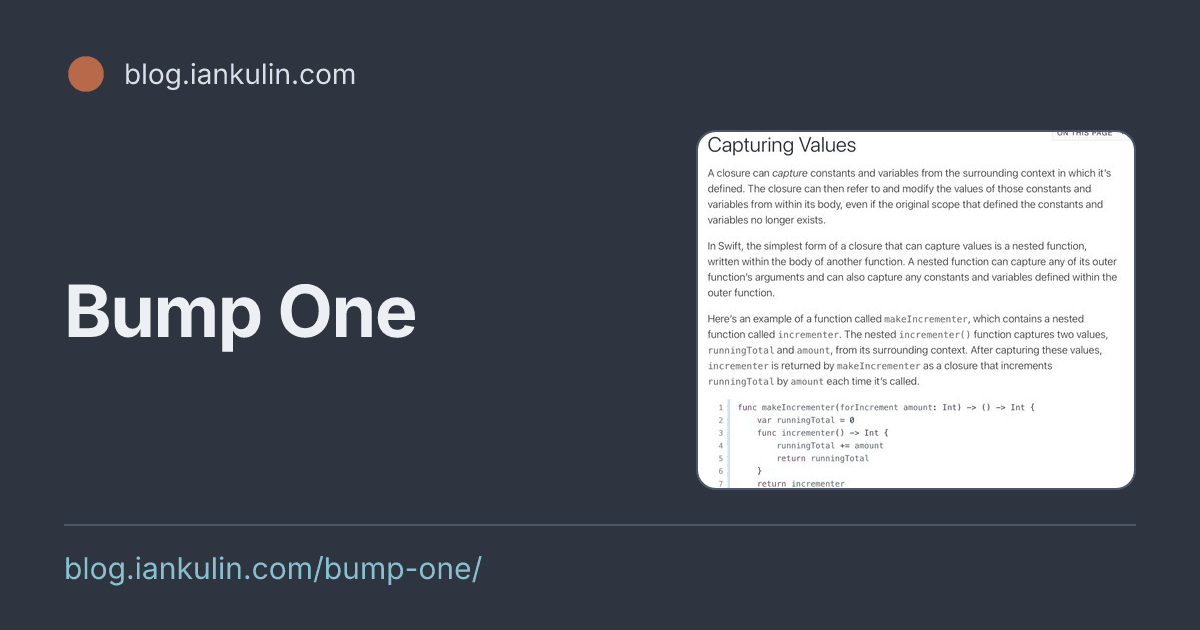 blog.iankulin.com
Bump One
ON THIS PAGE
Capturing Values
A closure can capture constants and variables from the surrounding context in which it's
defined. The closure can then refer to and modify the values of those constants and
variables from within its body, even if the original scope that defined the constants and
variables no longer exists.
In Swift, the simplest form of a closure that can capture values is a nested function,
written within the body of another function. A nested function can capture any of its outer
function's arguments and can also capture any constants and variables defined within the
outer function.
Here's an example of a function called makeIncrementer, which contains a nested
function called incrementer. The nested incrementer() function captures two values,
runningTotal and amount, from its surrounding context. After capturing these values,
incrementer is returned by makeIncrementer as a closure that increments
runningTotal by amount each time it's called.
1 func makeIncrementer(forIncrement amount: Int) -> () -> Int {
2 var runningTotal = 0
3 func incrementer() -> Int {
4 runningTotal += amount
5 return runningTotal
6 }
7 return incrementer
blog.iankulin.com/bump-one/